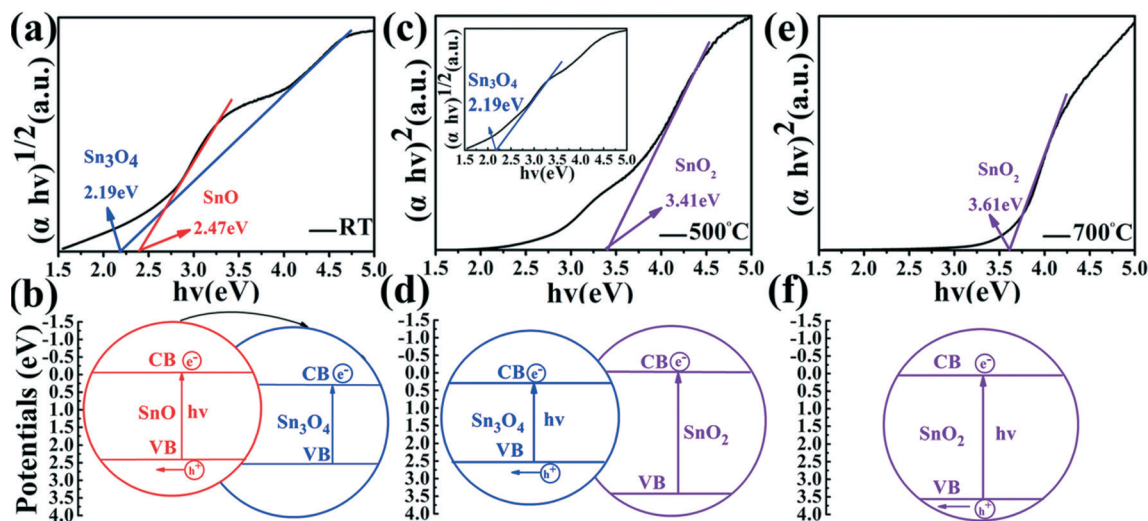 (a)
(α hν)1/2(a.u.)
Sn3O4
2.19eV
SnO
2.47eV
RT
1.5 2.0 2.5 3.0 3.5 4.0 4.5 5.0
hν(eV)
(c)
(α hν)2(a.u.)
(α hν)1/2(a.u.)
Sn3O4
2.19eV
1.5 2.0 2.5 3.0 3.5 4.0 4.5 5.0
hν(eV)
SnO2
3.41eV
500°C
1.5 2.0 2.5 3.0 3.5 4.0 4.5 5.0
hν(eV)
(e)
(α hν)2(a.u.)
SnO2
3.61eV
700°C
1.5 2.0 2.5 3.0 3.5 4.0 4.5 5.0
hν(eV)
(b)
Potentials (eV)
-1.5
-1.0
-0.5
0.0
0.5
1.0
1.5
2.0
2.5
3.0
3.5
4.0
CB e-
SnO hν
VB
h+
CB e-
Sn3O4
VB
(d)
-1.5
-1.0
-0.5
0.0
0.5
1.0
1.5
2.0
2.5
3.0
3.5
4.0
CB e-
Sn3O4 hν
VB
h+
CB e-
SnO2
VB
(f)
-1.5
-1.0
-0.5
0.0
0.5
1.0
1.5
2.0
2.5
3.0
3.5
4.0
CB e-
SnO2 hν
VB
h+